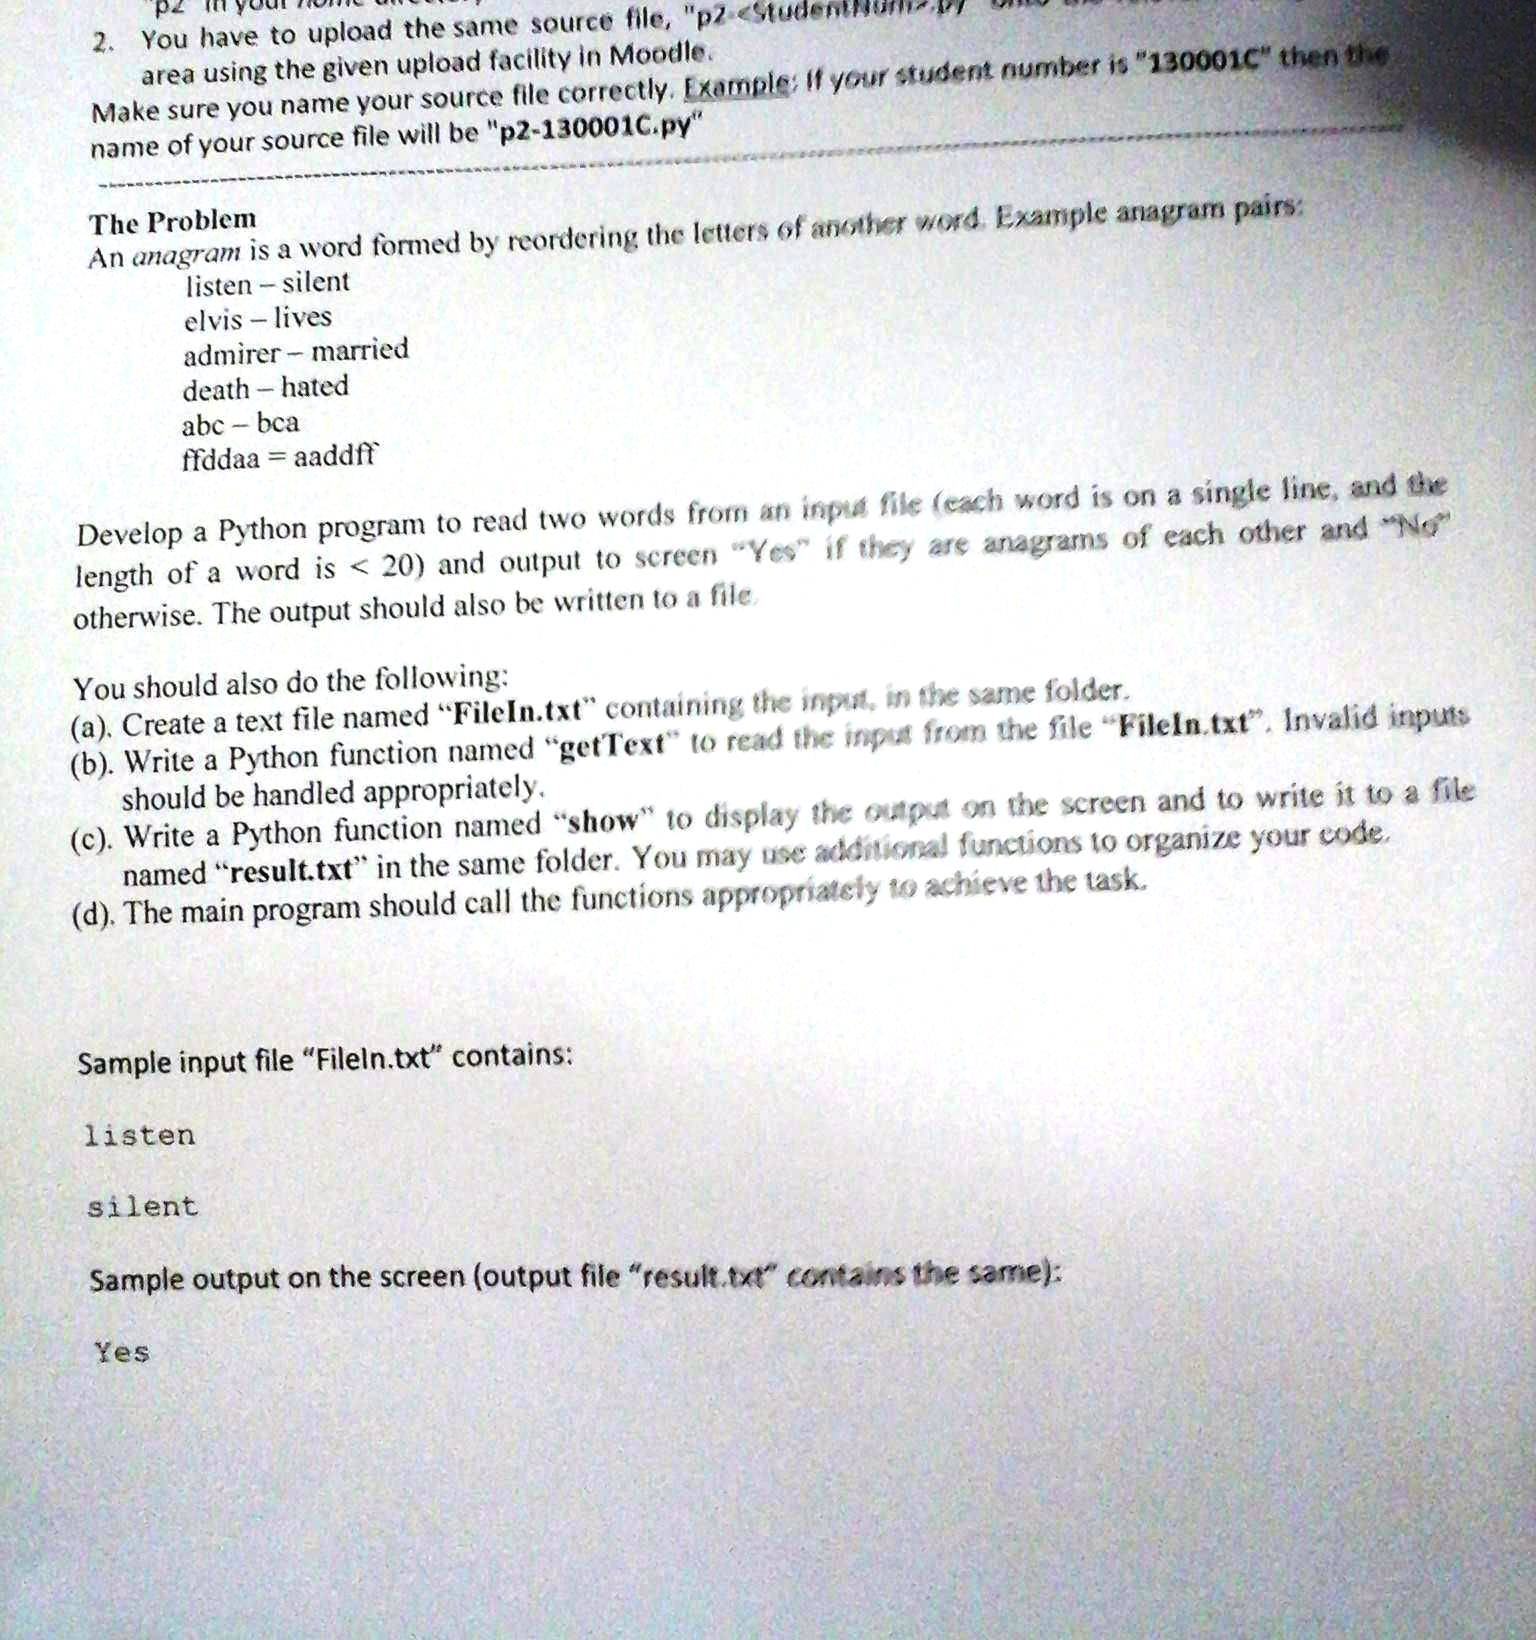 "p2" in your home
2. You have to upload the same source file, "p2-<StudentNum>.py"
area using the given upload facility in Moodle.
Make sure you name your source file correctly. Example: If your student number is "130001C" then the
name of your source file will be "p2-130001C.py"
The Problem
An anagram is a word formed by reordering the letters of another word. Example anagram pairs:
listen – silent
elvis – lives
admirer – married
death – hated
abc – bca
ffddaa = aaddff
Develop a Python program to read two words from an input file (each word is on a single line, and the
length of a word is < 20) and output to screen "Yes" if they are anagrams of each other and "No"
otherwise. The output should also be written to a file.
You should also do the following:
(a). Create a text file named "FileIn.txt" containing the input, in the same folder.
(b). Write a Python function named "getText" to read the input from the file "FileIn.txt". Invalid inputs
should be handled appropriately.
(c). Write a Python function named "show" to display the output on the screen and to write it to a file
named "result.txt" in the same folder. You may use additional functions to organize your code.
(d). The main program should call the functions appropriately to achieve the task.
Sample input file "FileIn.txt" contains:
listen
silent
Sample output on the screen (output file "result.txt" contains the same):
Yes